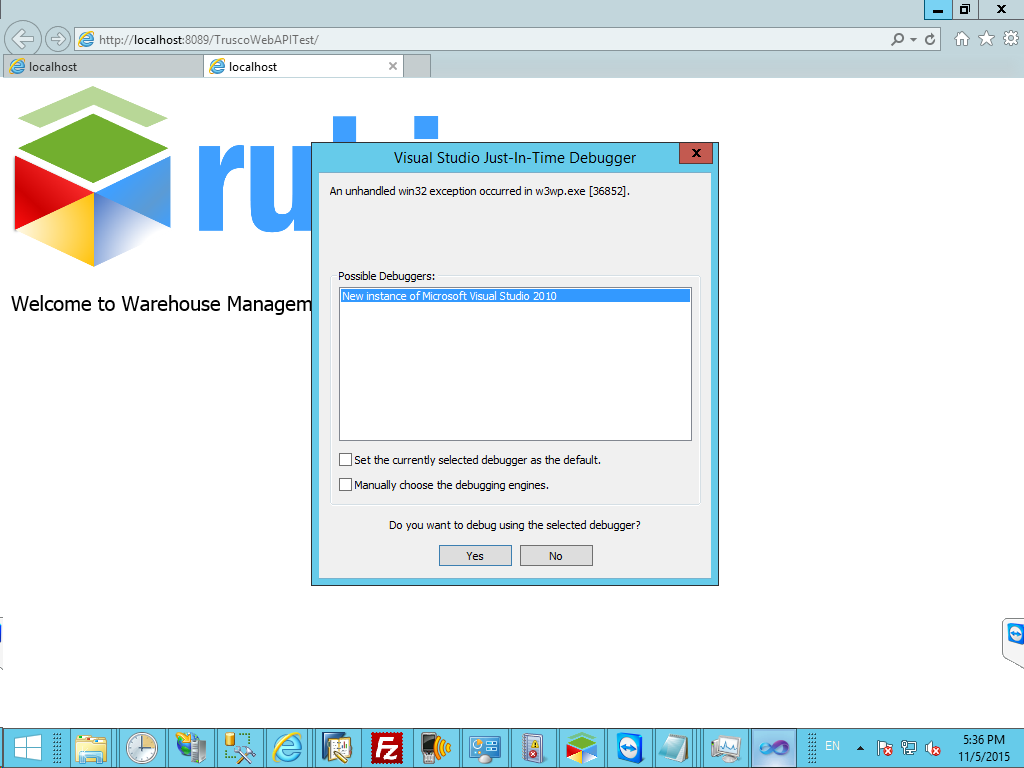 http://localhost:8089/TruscoWebAPITest/
localhost
localhost
Visual Studio Just-In-Time Debugger
An unhandled win32 exception occurred in w3wp.exe [36852].
Possible Debuggers:
New instance of Microsoft Visual Studio 2010
Welcome to Warehouse Managem
Set the currently selected debugger as the default.
Manually choose the debugging engines.
Do you want to debug using the selected debugger?
Yes No
EN
5:36 PM
11/5/2015